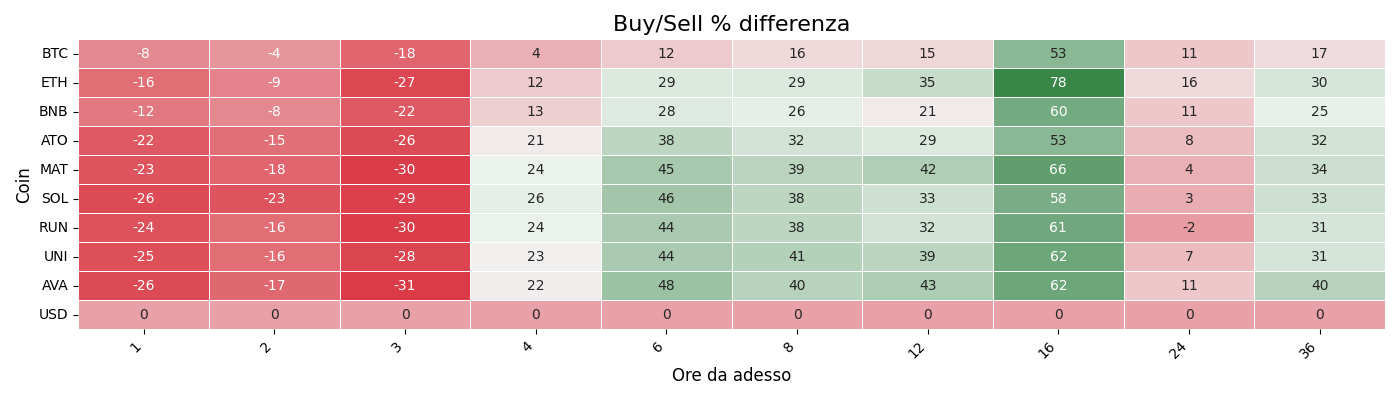 Buy/Sell % differenza
Coin
BTC -8 -4 -18 4 12 16 15 53 11 17
ETH -16 -9 -27 12 29 29 35 78 16 30
BNB -12 -8 -22 13 28 26 21 60 11 25
ATO -22 -15 -26 21 38 32 29 53 8 32
MAT -23 -18 -30 24 45 39 42 66 4 34
SOL -26 -23 -29 26 46 38 33 58 3 33
RUN -24 -16 -30 24 44 38 32 61 -2 31
UNI -25 -16 -28 23 44 41 39 62 7 31
AVA -26 -17 -31 22 48 40 43 62 11 40
USD 0 0 0 0 0 0 0 0 0 0
1 2 3 4 6 8 12 16 24 36
Ore da adesso